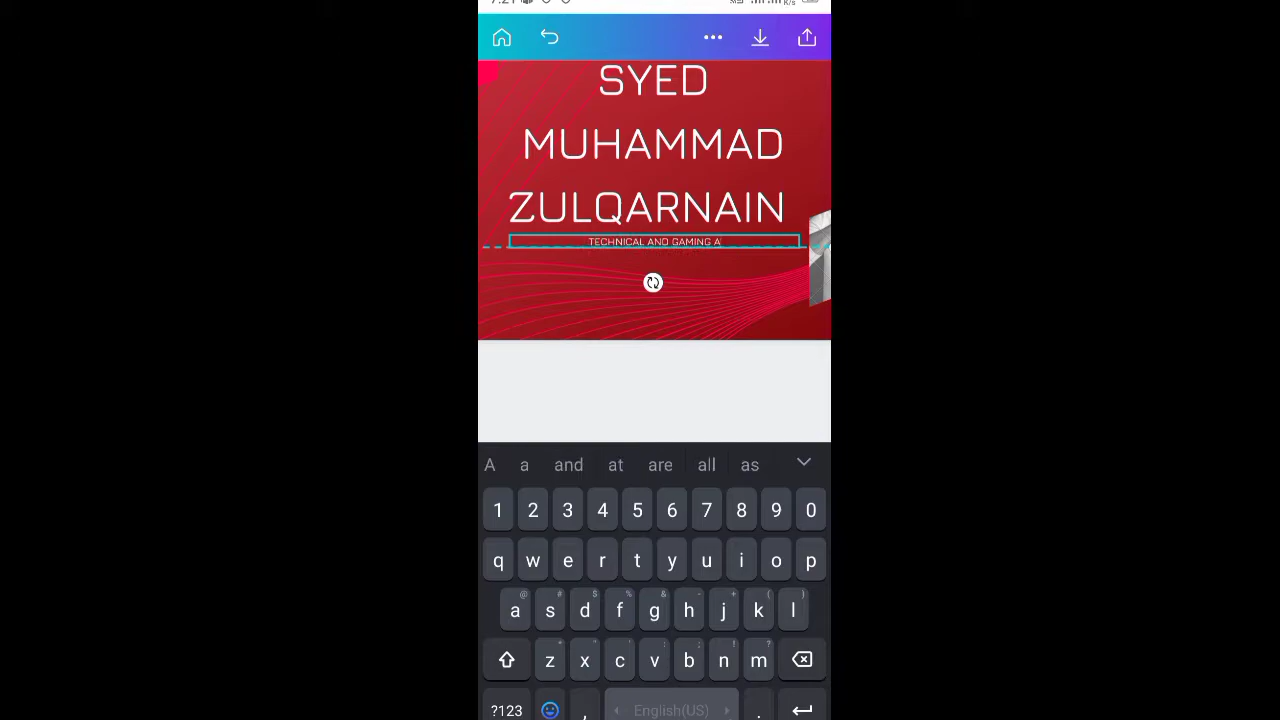 SYED
MUHAMMAD
ZULQARNAIN
TECHNICAL AND GAMING A
A a and at are all as
1 2 3 4 5 6 7 8 9 0
q w e r t y u i o p
@ # $ % & - + ( )
a s d f g h j k l
z x c v b n m
?123 , English(US) .